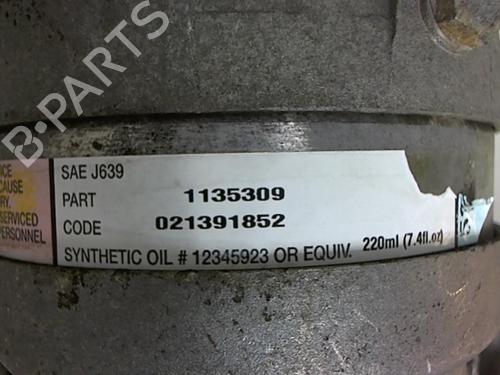 B-PARTS
NCE
CAUSE
RY.
SERVICED
PERSONNEL
SAE J639
PART 1135309
CODE 021391852
SYNTHETIC OIL # 12345923 OR EQUIV. 220ml (7.4fl.oz)